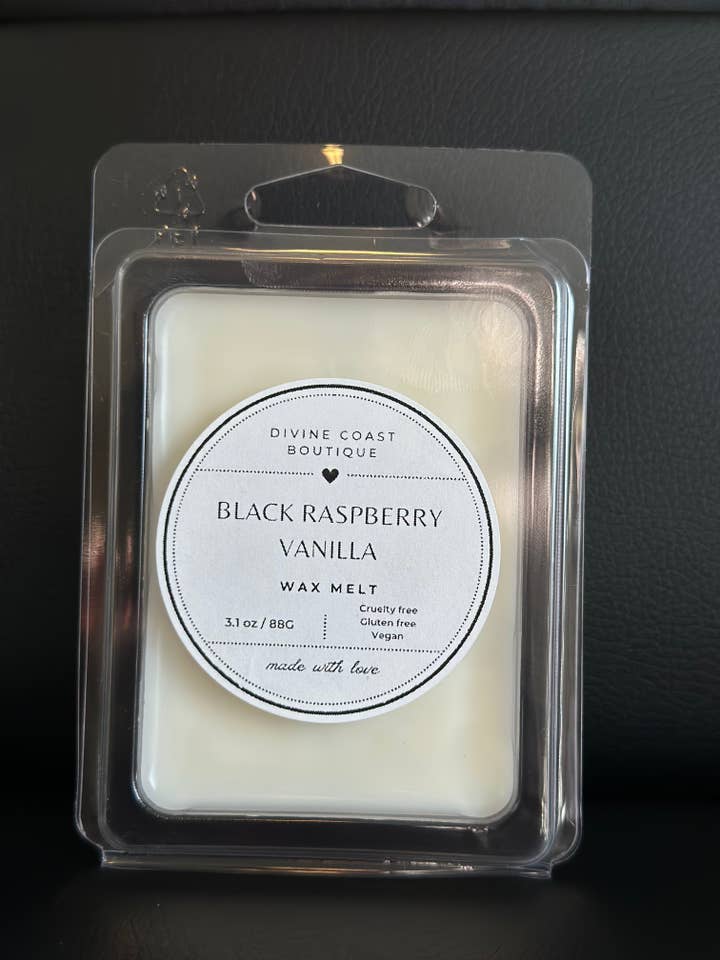 DIVINE COAST
BOUTIQUE
BLACK RASPBERRY
VANILLA
WAX MELT
3.1 oz / 88G
Cruelty free
Gluten free
Vegan
made with love